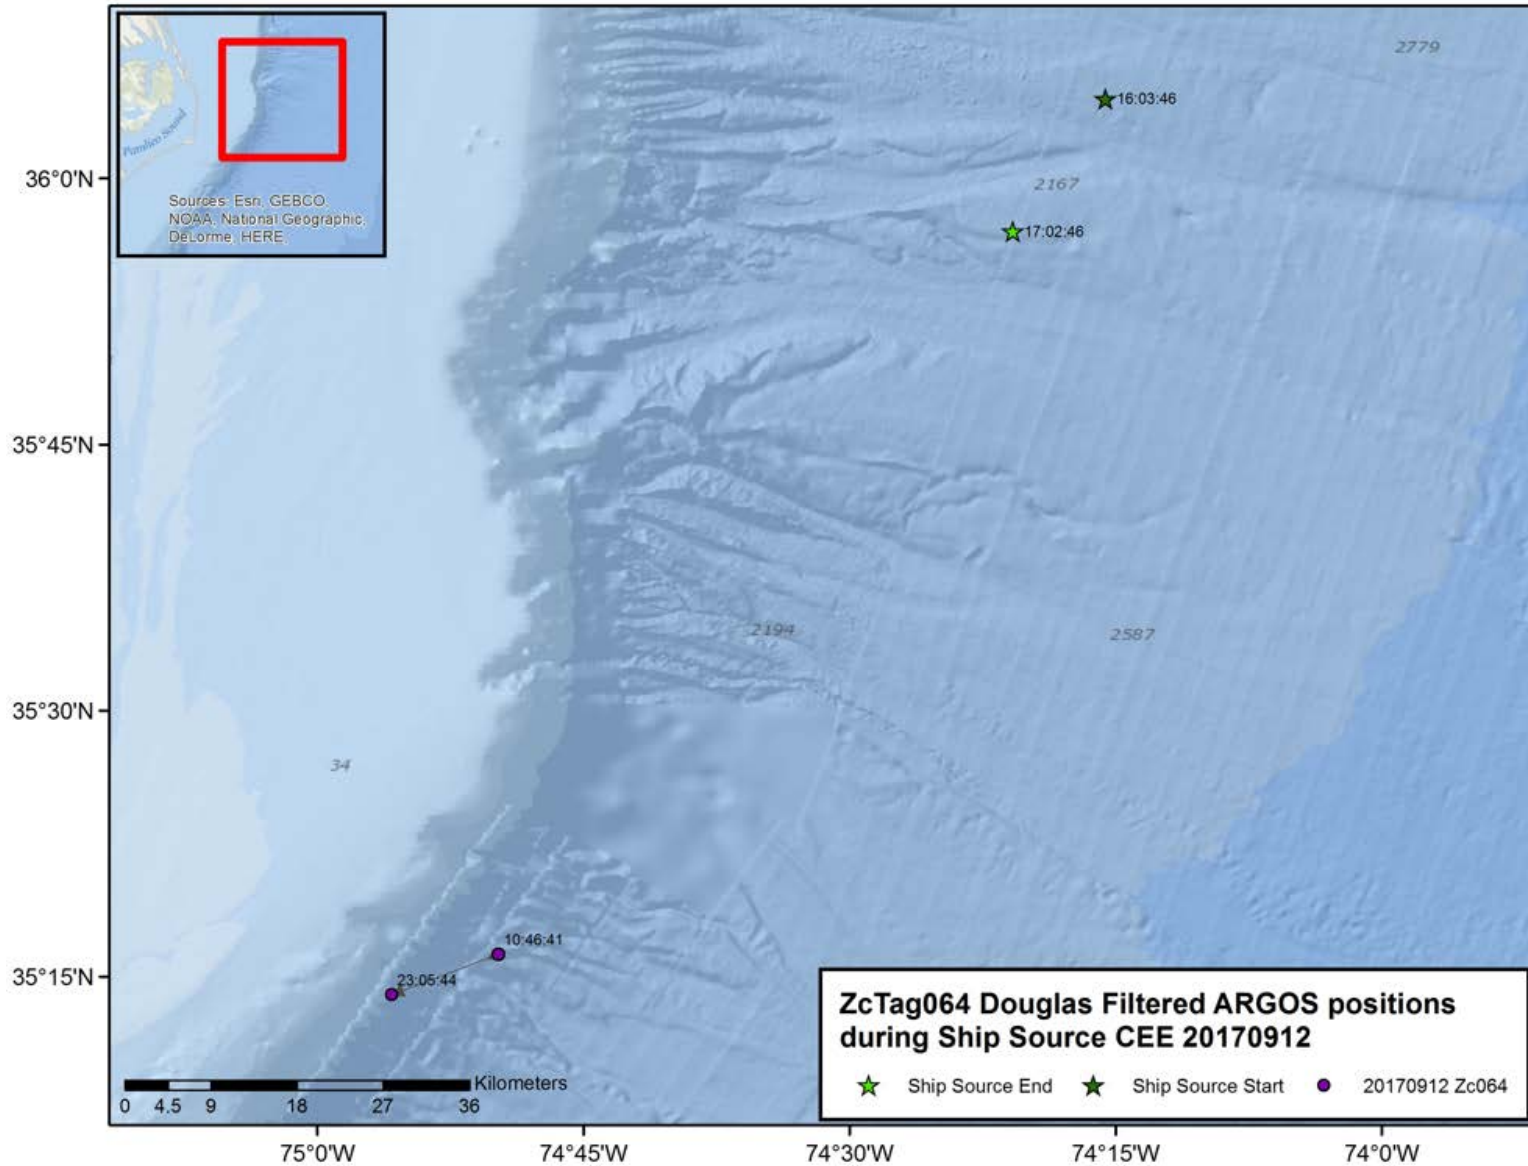 Pamlico Sound
Sources: Esri, GEBCO,
NOAA, National Geographic,
DeLorme, HERE,
2779
16:03:46
36°0'N
2167
17:02:46
35°45'N
2194
2587
35°30'N
34
10:46:41
35°15'N
23:05:44
ZcTag064 Douglas Filtered ARGOS positions
during Ship Source CEE 20170912
Ship Source End Ship Source Start 20170912 Zc064
Kilometers
0 4.5 9 18 27 36
75°0'W 74°45'W 74°30'W 74°15'W 74°0'W